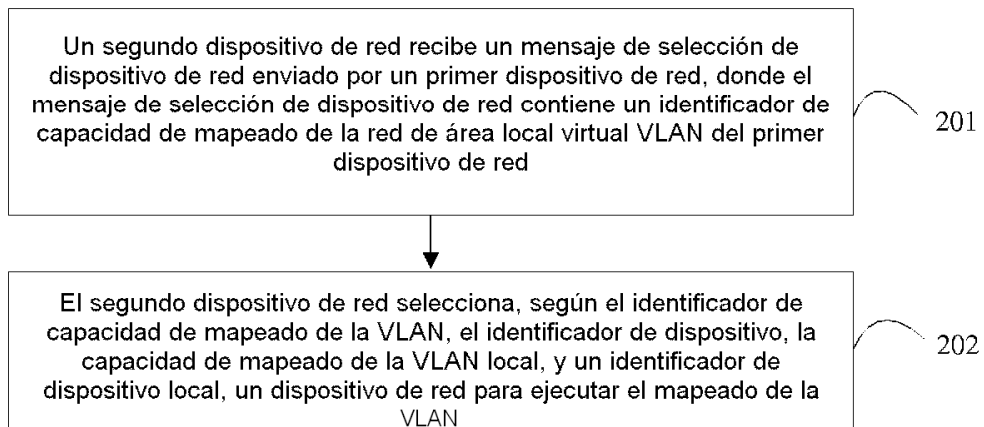 Un segundo dispositivo de red recibe un mensaje de selección de
dispositivo de red enviado por un primer dispositivo de red, donde el
mensaje de selección de dispositivo de red contiene un identificador de
capacidad de mapeado de la red de área local virtual VLAN del primer
dispositivo de red
201
El segundo dispositivo de red selecciona, según el identificador de
capacidad de mapeado de la VLAN, el identificador de dispositivo, la
capacidad de mapeado de la VLAN local, y un identificador de
dispositivo local, un dispositivo de red para ejecutar el mapeado de la
VLAN
202